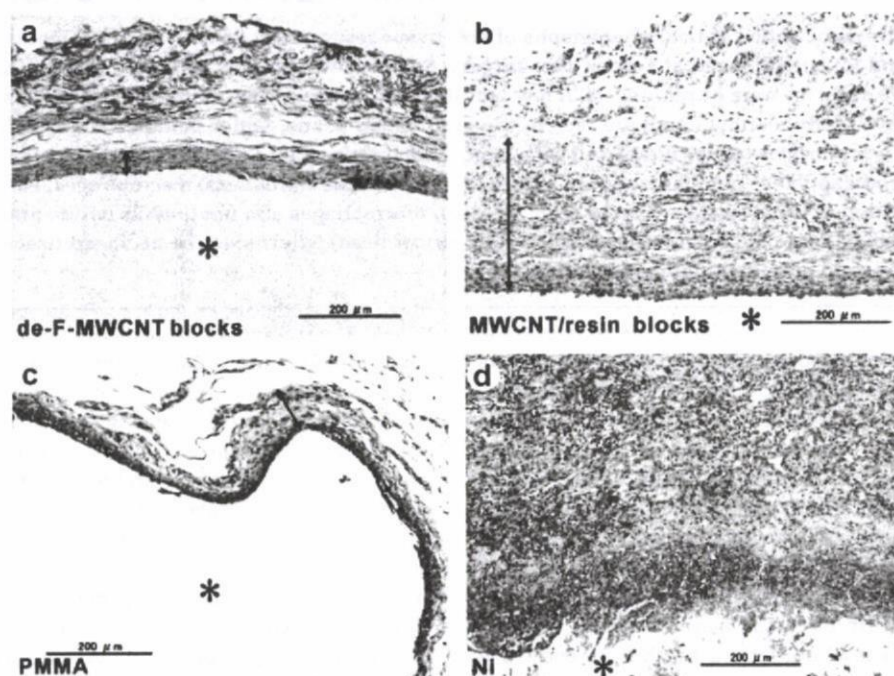 a
b
200 μm
de-F-MWCNT blocks *
200 μm
MWCNT/resin blocks *
c
d
*
200 μm
PMMA
200 μm
Ni *